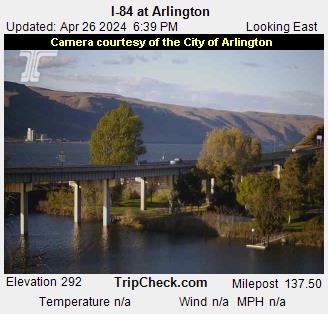 I-84 at Arlington
Updated: Apr 26 2024 6:39 PM Looking East
Camera courtesy of the City of Arlington
Elevation 292 TripCheck.com Milepost 137.50
Temperature n/a Wind n/a MPH n/a